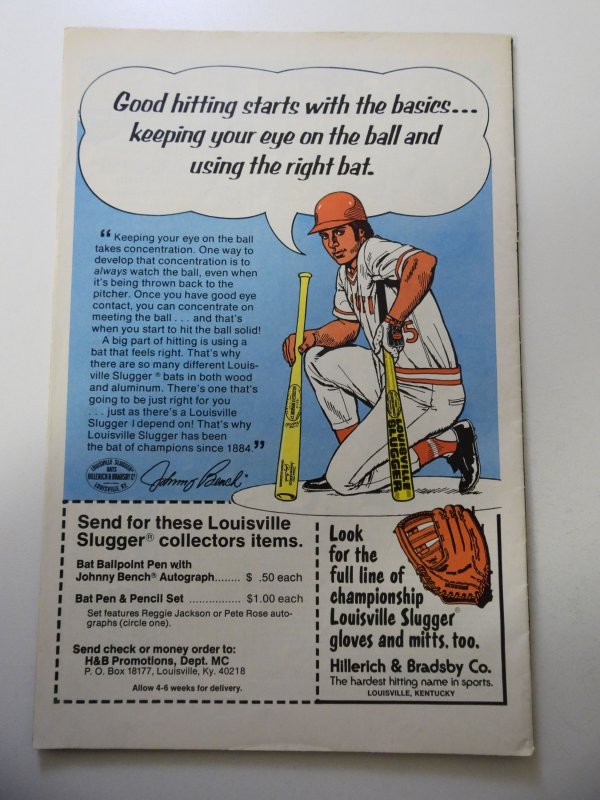 Good hitting starts with the basics...
keeping your eye on the ball and
using the right bat.
“ Keeping your eye on the ball
takes concentration. One way to
develop that concentration is to
always watch the ball, even when
it's being thrown back to the
pitcher. Once you have good eye
contact, you can concentrate on
meeting the ball . . . and that's
when you start to hit the ball solid!
A big part of hitting is using a
bat that feels right. That's why
there are so many different Louis-
ville Slugger ® bats in both wood
and aluminum. There's one that's
going to be just right for you
. . . just as there's a Louisville
Slugger I depend on! That's why
Louisville Slugger has been
the bat of champions since 1884.”
LOUISVILLE SLUGGER
BATS
HILLERICH & BRADSBY CO
LOUISVILLE, KY.
Johnny Bench
5
LOUISVILLE
SLUGGER
Send for these Louisville
Slugger® collectors items.
Bat Ballpoint Pen with
Johnny Bench® Autograph........ $ .50 each
Bat Pen & Pencil Set ................ $1.00 each
Set features Reggie Jackson or Pete Rose auto-
graphs (circle one).
Send check or money order to:
H&B Promotions, Dept. MC
P. O. Box 18177, Louisville, Ky. 40218
Allow 4-6 weeks for delivery.
Look
for the
full line of
championship
Louisville Slugger®
gloves and mitts, too.
Hillerich & Bradsby Co.
The hardest hitting name in sports.
LOUISVILLE, KENTUCKY